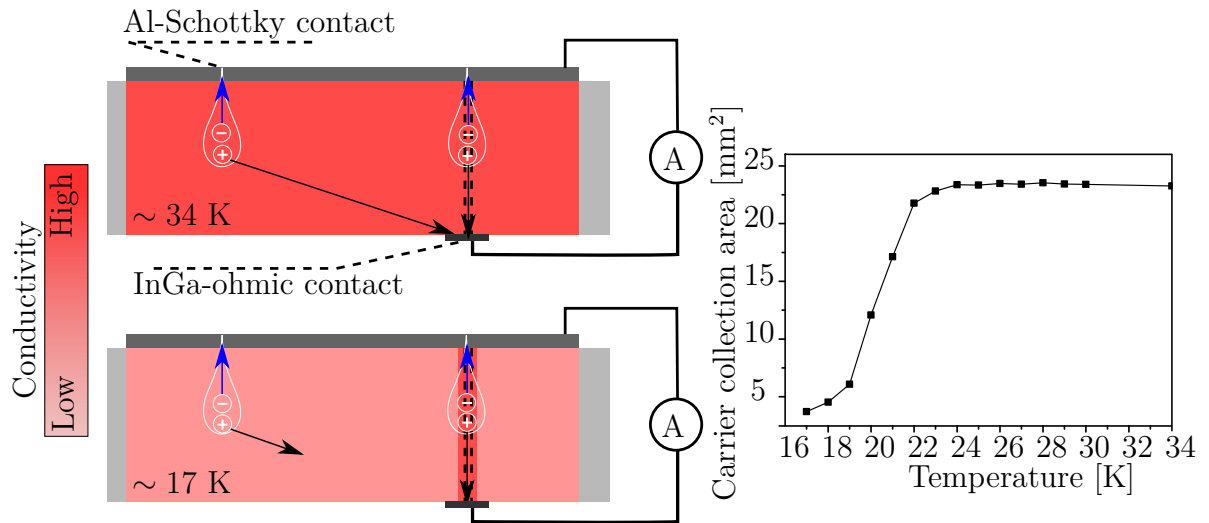 Al-Schottky contact
− −
+ +
~ 34 K
A
InGa-ohmic contact
Conductivity
High
Low
− −
+ +
~ 17 K
A
Carrier collection area [mm²]
25
20
15
10
5
16 18 20 22 24 26 28 30 32 34
Temperature [K]